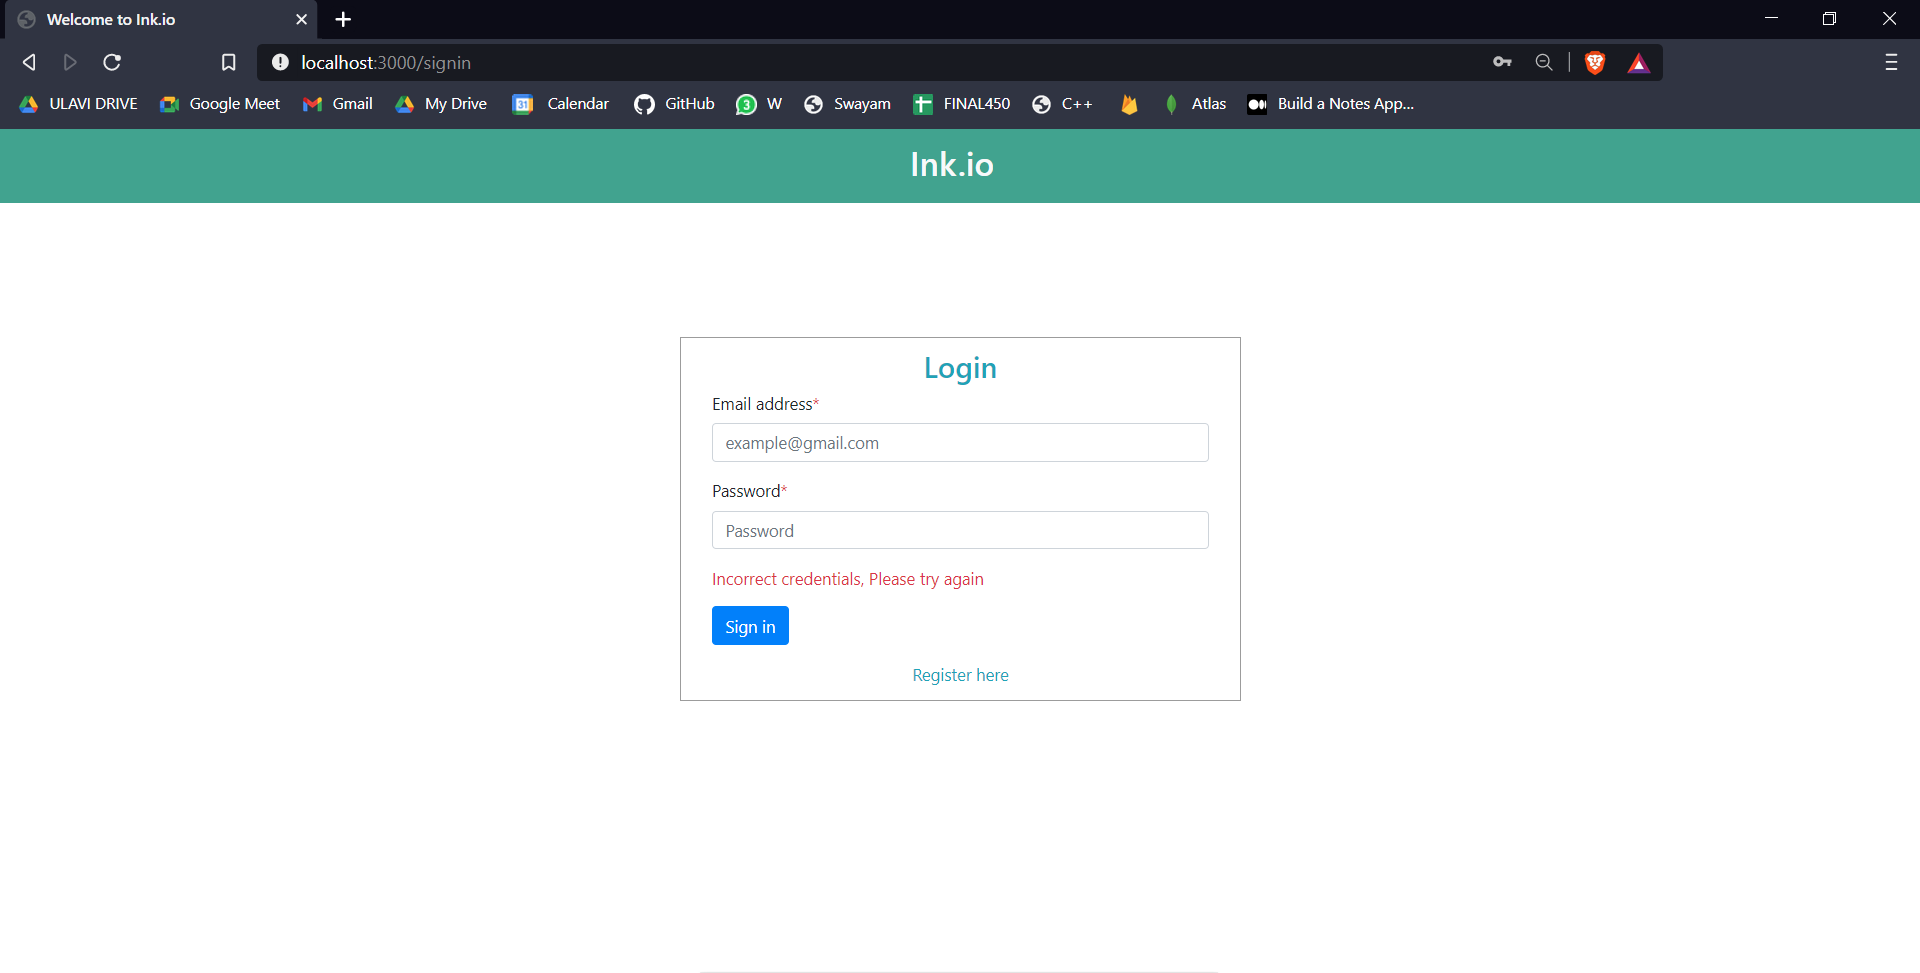 Welcome to Ink.io
localhost:3000/signin
ULAVI DRIVE Google Meet Gmail My Drive 31 Calendar GitHub 3 W Swayam FINAL450 C++ Atlas Build a Notes App...
Ink.io
Login
Email address*
example@gmail.com
Password*
Password
Incorrect credentials, Please try again
Sign in
Register here